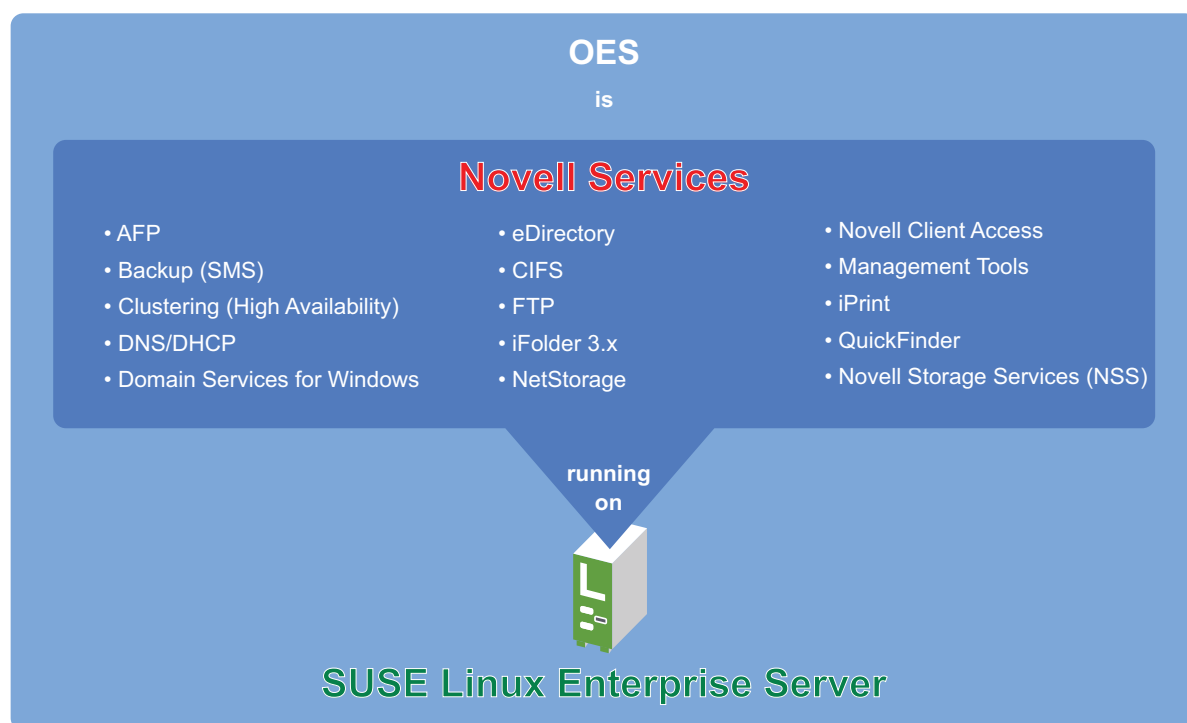 OES
is
Novell Services
• AFP
• Backup (SMS)
• Clustering (High Availability)
• DNS/DHCP
• Domain Services for Windows
• eDirectory
• CIFS
• FTP
• iFolder 3.x
• NetStorage
• Novell Client Access
• Management Tools
• iPrint
• QuickFinder
• Novell Storage Services (NSS)
running
on
SUSE Linux Enterprise Server